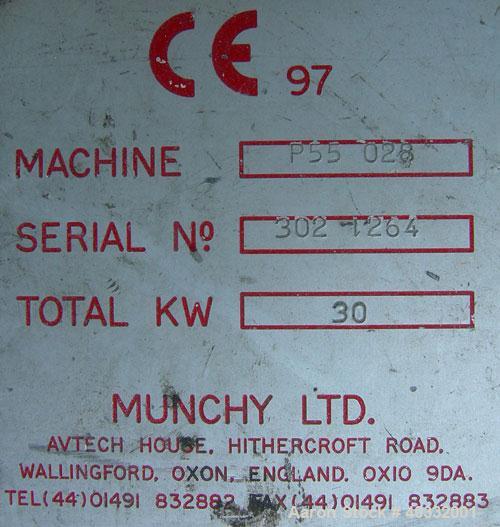 CE 97
MACHINE P55 028
SERIAL Nº 302 1264
TOTAL KW 30
MUNCHY LTD.
AVTECH HOUSE. HITHERCROFT ROAD.
WALLINGFORD, OXON, ENGLAND. OX10 9DA.
TEL(44)01491 832882 FAX(44)01491 832883
Aaron Stock # 40332001